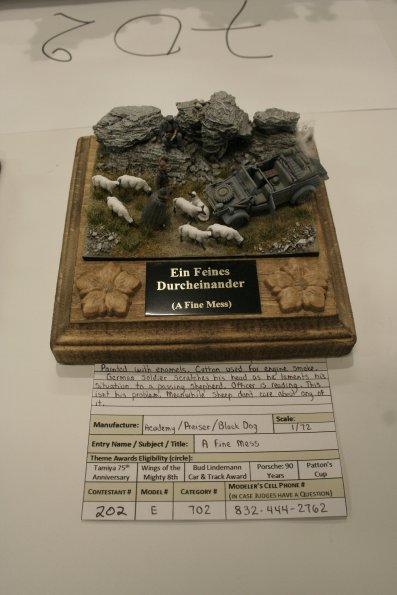 702
Ein Feines
Durcheinander
(A Fine Mess)
Painted with enamels. Cotton used for engine smoke.
German soldier scratches his head as he laments his
situation to a passing shepherd. Officer is reading. This
isnt his problem. Meanwhile sheep don't care about any of
it.
Manufacture: Academy/Preiser/Black Dog Scale: 1/72
Entry Name / Subject / Title: A Fine Mess
Theme Awards Eligibility (circle):
Tamiya 75th Anniversary Wings of the Mighty 8th Bud Lindemann Car & Track Award Porsche: 90 Years Patton's Cup
Contestant # Model # Category # Modeler's Cell Phone #
(in case Judges have a Question)
202 E 702 832-444-2762